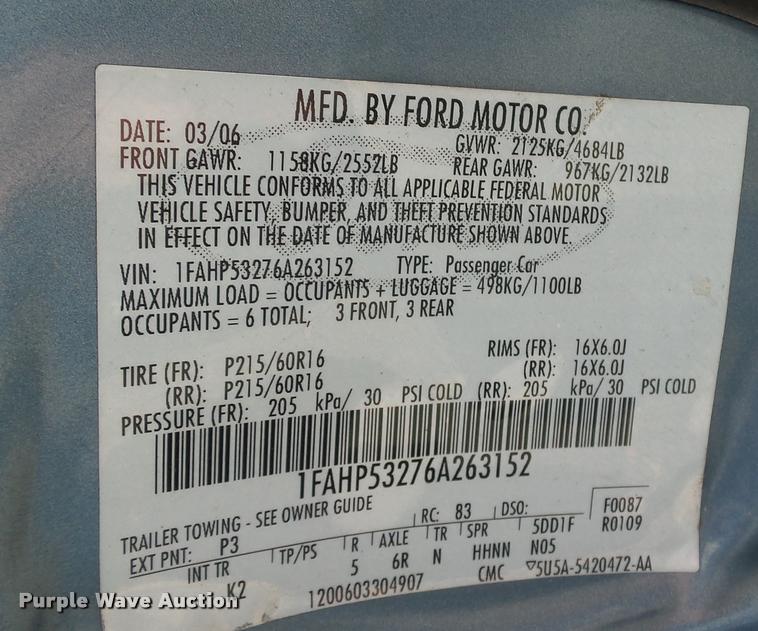 MFD. BY FORD MOTOR CO.
DATE: 03/06 GVWR: 2125KG/4684LB
FRONT GAWR: 1158KG/2552LB REAR GAWR: 967KG/2132LB
THIS VEHICLE CONFORMS TO ALL APPLICABLE FEDERAL MOTOR
VEHICLE SAFETY, BUMPER, AND THEFT PREVENTION STANDARDS
IN EFFECT ON THE DATE OF MANUFACTURE SHOWN ABOVE.
VIN: 1FAHP53276A263152 TYPE: Passenger Car
MAXIMUM LOAD = OCCUPANTS + LUGGAGE = 498KG/1100LB
OCCUPANTS = 6 TOTAL; 3 FRONT, 3 REAR
TIRE (FR): P215/60R16 RIMS (FR): 16X6.0J
(RR): P215/60R16 (RR): 16X6.0J
PRESSURE (FR): 205 kPa/ 30 PSI COLD (RR): 205 kPa/ 30 PSI COLD
1FAHP53276A263152
TRAILER TOWING - SEE OWNER GUIDE RC: 83 DSO: F0087
EXT PNT: P3 5DD1F R0109
INT TR TP/PS R AXLE TR SPR N05
K2 5 6R N HHNN
1200603304907 CMC 5U5A-5420472-AA
Purple Wave Auction